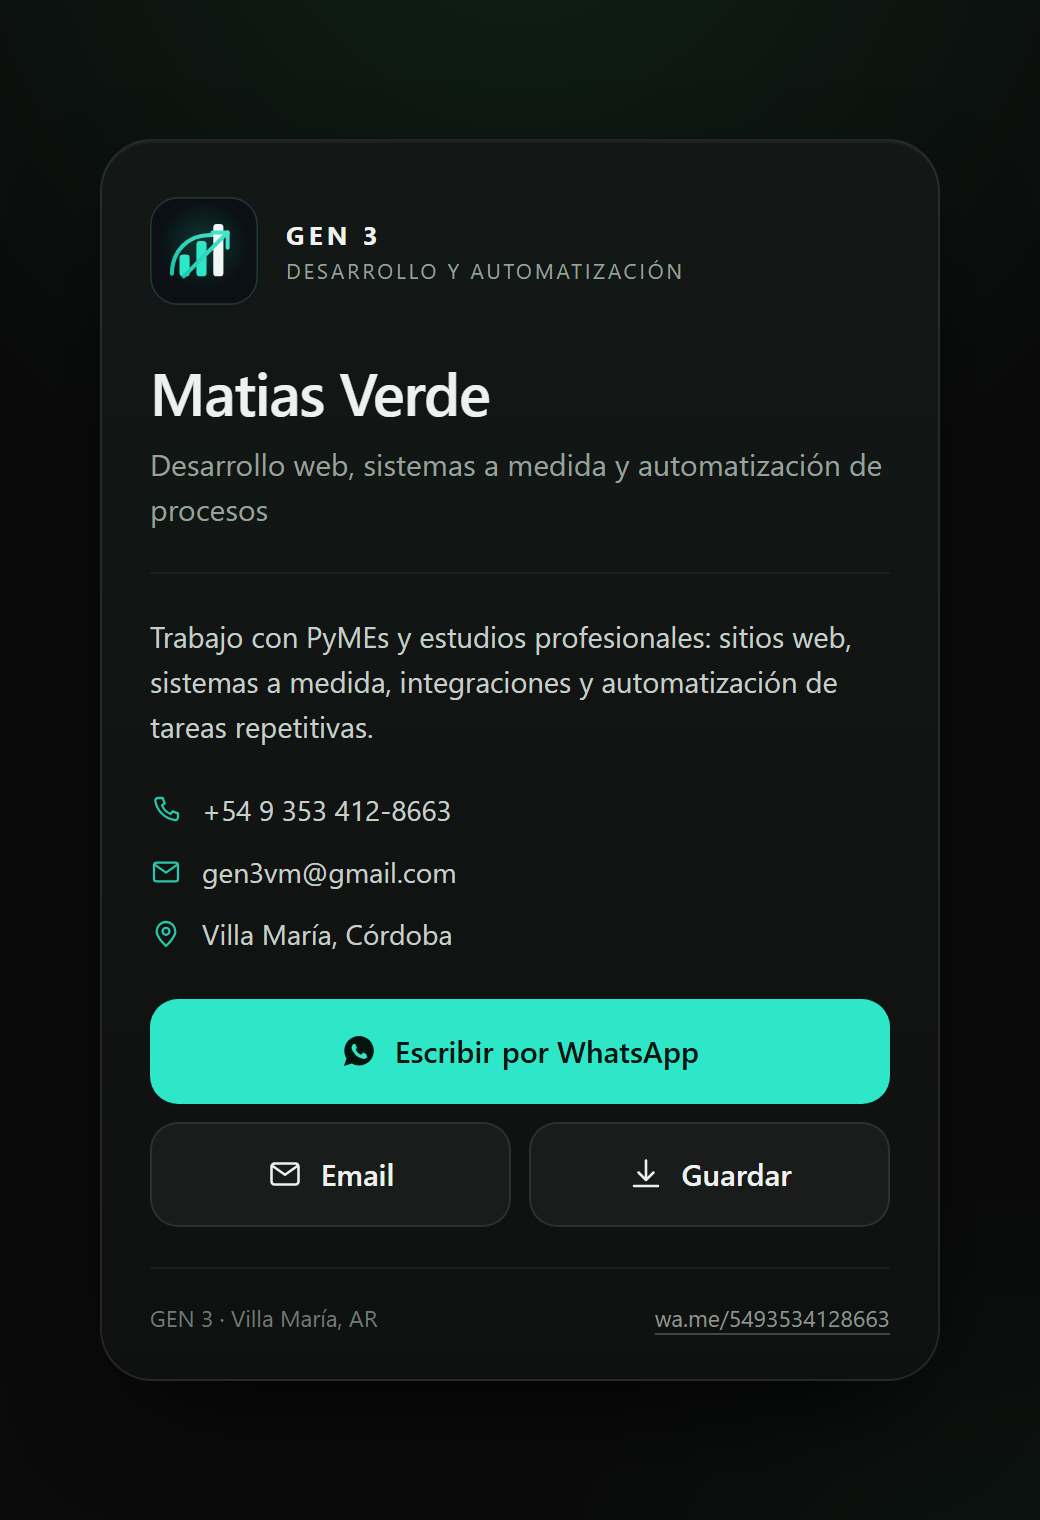 GEN 3
DESARROLLO Y AUTOMATIZACIÓN
Matias Verde
Desarrollo web, sistemas a medida y automatización de
procesos
Trabajo con PyMEs y estudios profesionales: sitios web,
sistemas a medida, integraciones y automatización de
tareas repetitivas.
+54 9 353 412-8663
gen3vm@gmail.com
Villa María, Córdoba
Escribir por WhatsApp
Email
Guardar
GEN 3 · Villa María, AR
wa.me/5493534128663